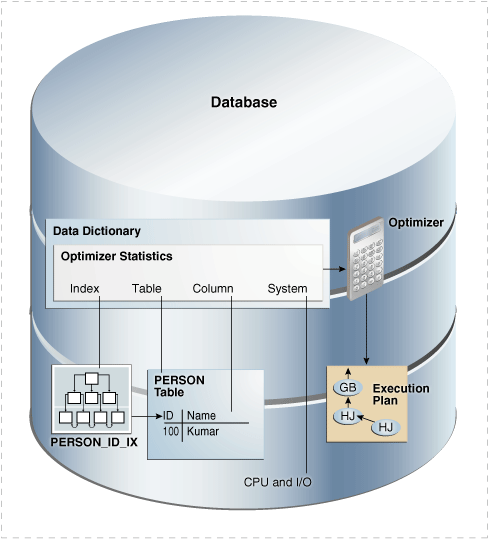 Database
Data Dictionary
Optimizer
Optimizer Statistics
Index Table Column System
PERSON
Table
ID Name
100 Kumar
PERSON_ID_IX
Execution
Plan
GB
HJ
HJ
CPU and I/O